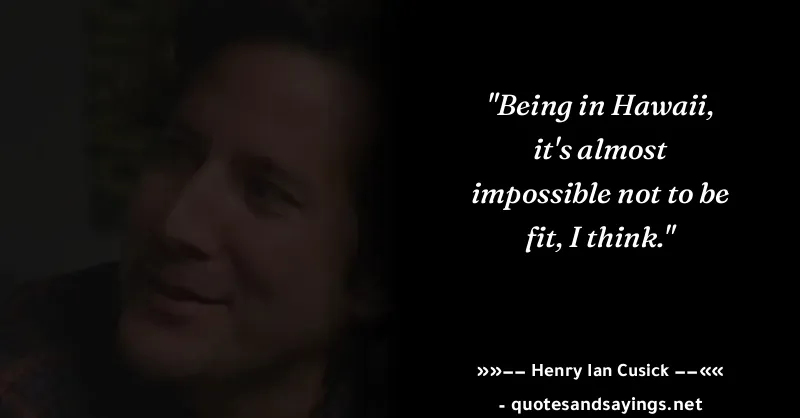 "Being in Hawaii,
it's almost
impossible not to be
fit, I think."
»»–– Henry Ian Cusick ––««
- quotesandsayings.net